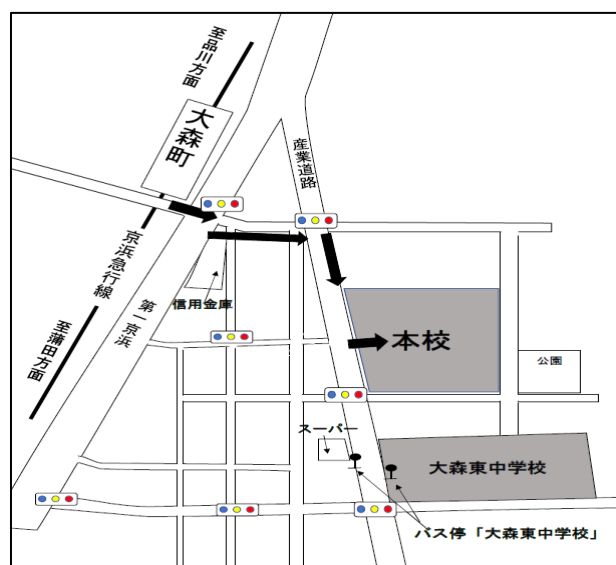 至品川方面
大森町
産業道路
京浜急行線
信用金庫
第一京浜
至蒲田方面
本校
公園
スーパー
大森東中学校
バス停「大森東中学校」